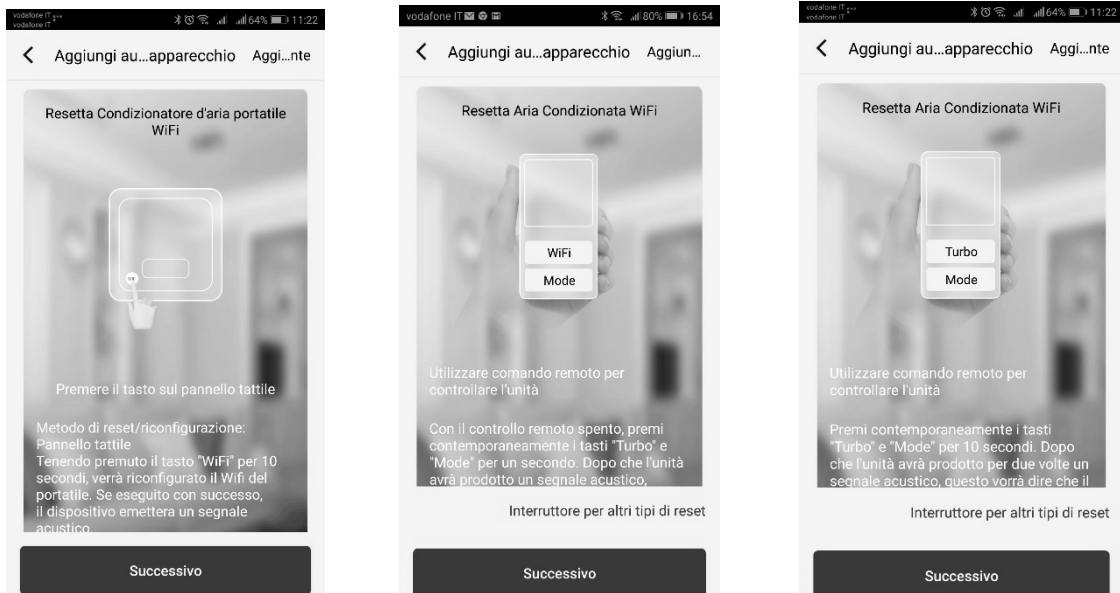 vodafone IT
vodafone IT
64% 11:22
Aggiungi au...apparecchio Aggi...nte
Resetta Condizionatore d'aria portatile
WiFi
Premere il tasto sul pannello tattile
Metodo di reset/riconfigurazione:
Pannello tattile
Tenendo premuto il tasto "WiFi" per 10
secondi, verrà riconfigurato il Wifi del
portatile. Se eseguito con successo,
il dispositivo emettera un segnale
acustico
Successivo
vodafone IT 80% 16:54
Aggiungi au...apparecchio Aggiun...
Resetta Aria Condizionata WiFi
WiFi
Mode
Utilizzare comando remoto per
controllare l'unità
Con il controllo remoto spento, premi
contemporaneamente i tasti "Turbo" e
"Mode" per un secondo. Dopo che l'unità
avrà prodotto un segnale acustico,
Interruttore per altri tipi di reset
Successivo
vodafone IT
vodafone IT
64% 11:22
Aggiungi au...apparecchio Aggi...nte
Resetta Aria Condizionata WiFi
Turbo
Mode
Utilizzare comando remoto per
controllare l'unità
Premi contemporaneamente i tasti
"Turbo" e "Mode" per 10 secondi. Dopo
che l'unità avrà prodotto per due volte un
segnale acustico, questo vorrà dire che il
Interruttore per altri tipi di reset
Successivo